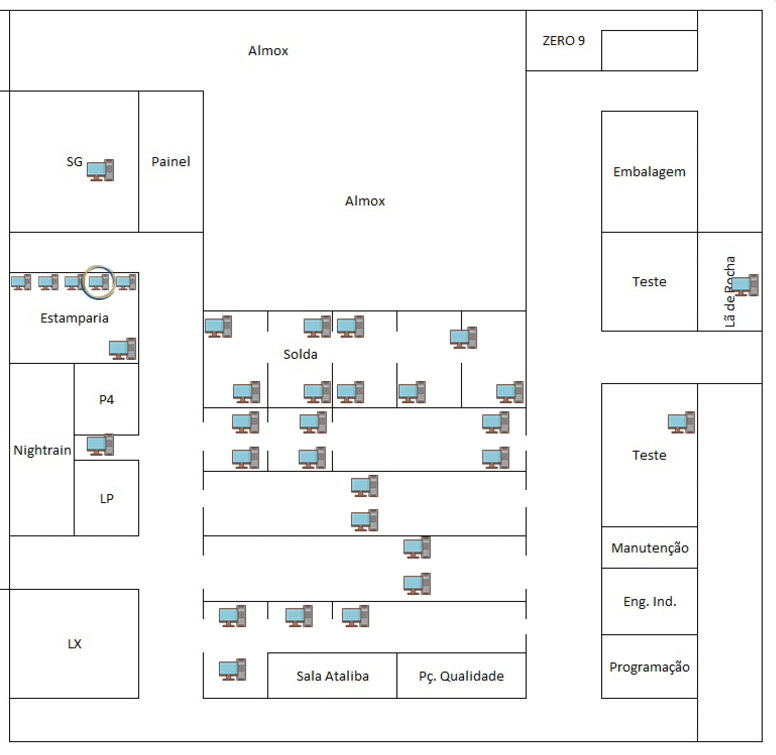 Almox
ZERO 9
SG
Painel
Almox
Embalagem
Teste
Lã de Rocha
Estamparia
Solda
P4
Nightrain
LP
Teste
Manutenção
Eng. Ind.
LX
Sala Ataliba
Pç. Qualidade
Programação